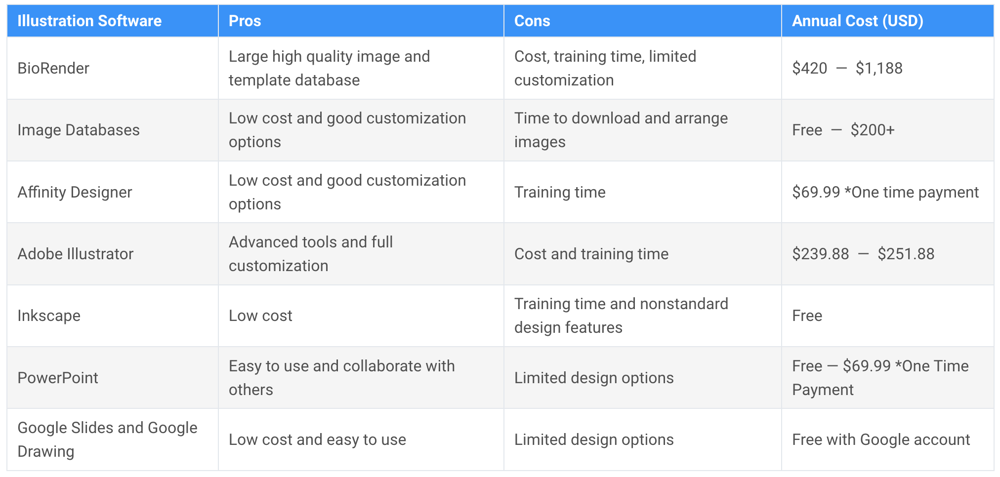 Illustration Software Pros Cons Annual Cost (USD)
BioRender
Large high quality image and
template database
Cost, training time, limited
customization
$420 — $1,188
Image Databases
Low cost and good customization
options
Time to download and arrange
images
Free — $200+
Affinity Designer
Low cost and good customization
options
Training time
$69.99 *One time payment
Adobe Illustrator
Advanced tools and full
customization
Cost and training time
$239.88 — $251.88
Inkscape
Low cost
Training time and nonstandard
design features
Free
PowerPoint
Easy to use and collaborate with
others
Limited design options
Free — $69.99 *One Time
Payment
Google Slides and Google
Drawing
Low cost and easy to use
Limited design options
Free with Google account